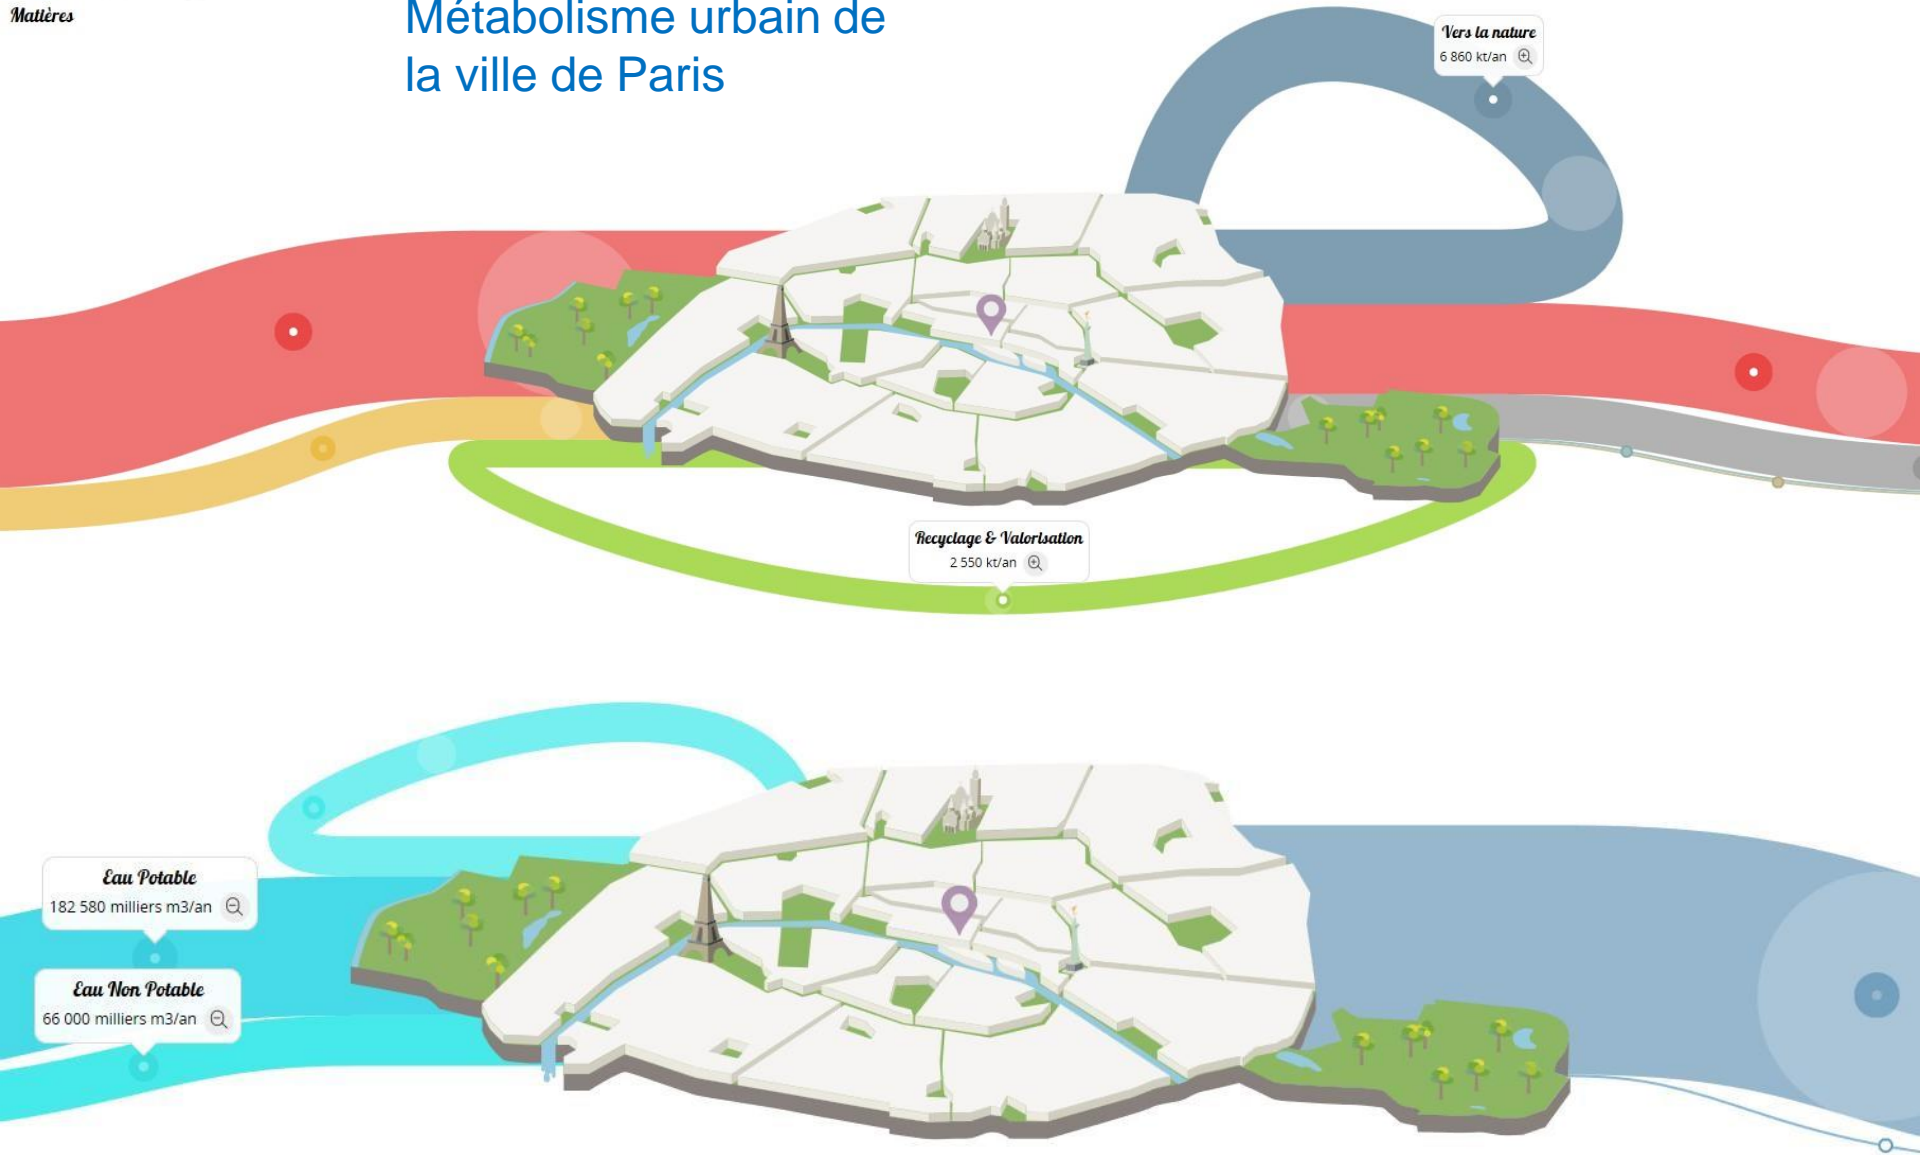 Matières
Métabolisme urbain de
la ville de Paris
Vers la nature
6 860 kt/an
Recyclage & Valorisation
2 550 kt/an
Eau Potable
182 580 milliers m3/an
Eau Non Potable
66 000 milliers m3/an